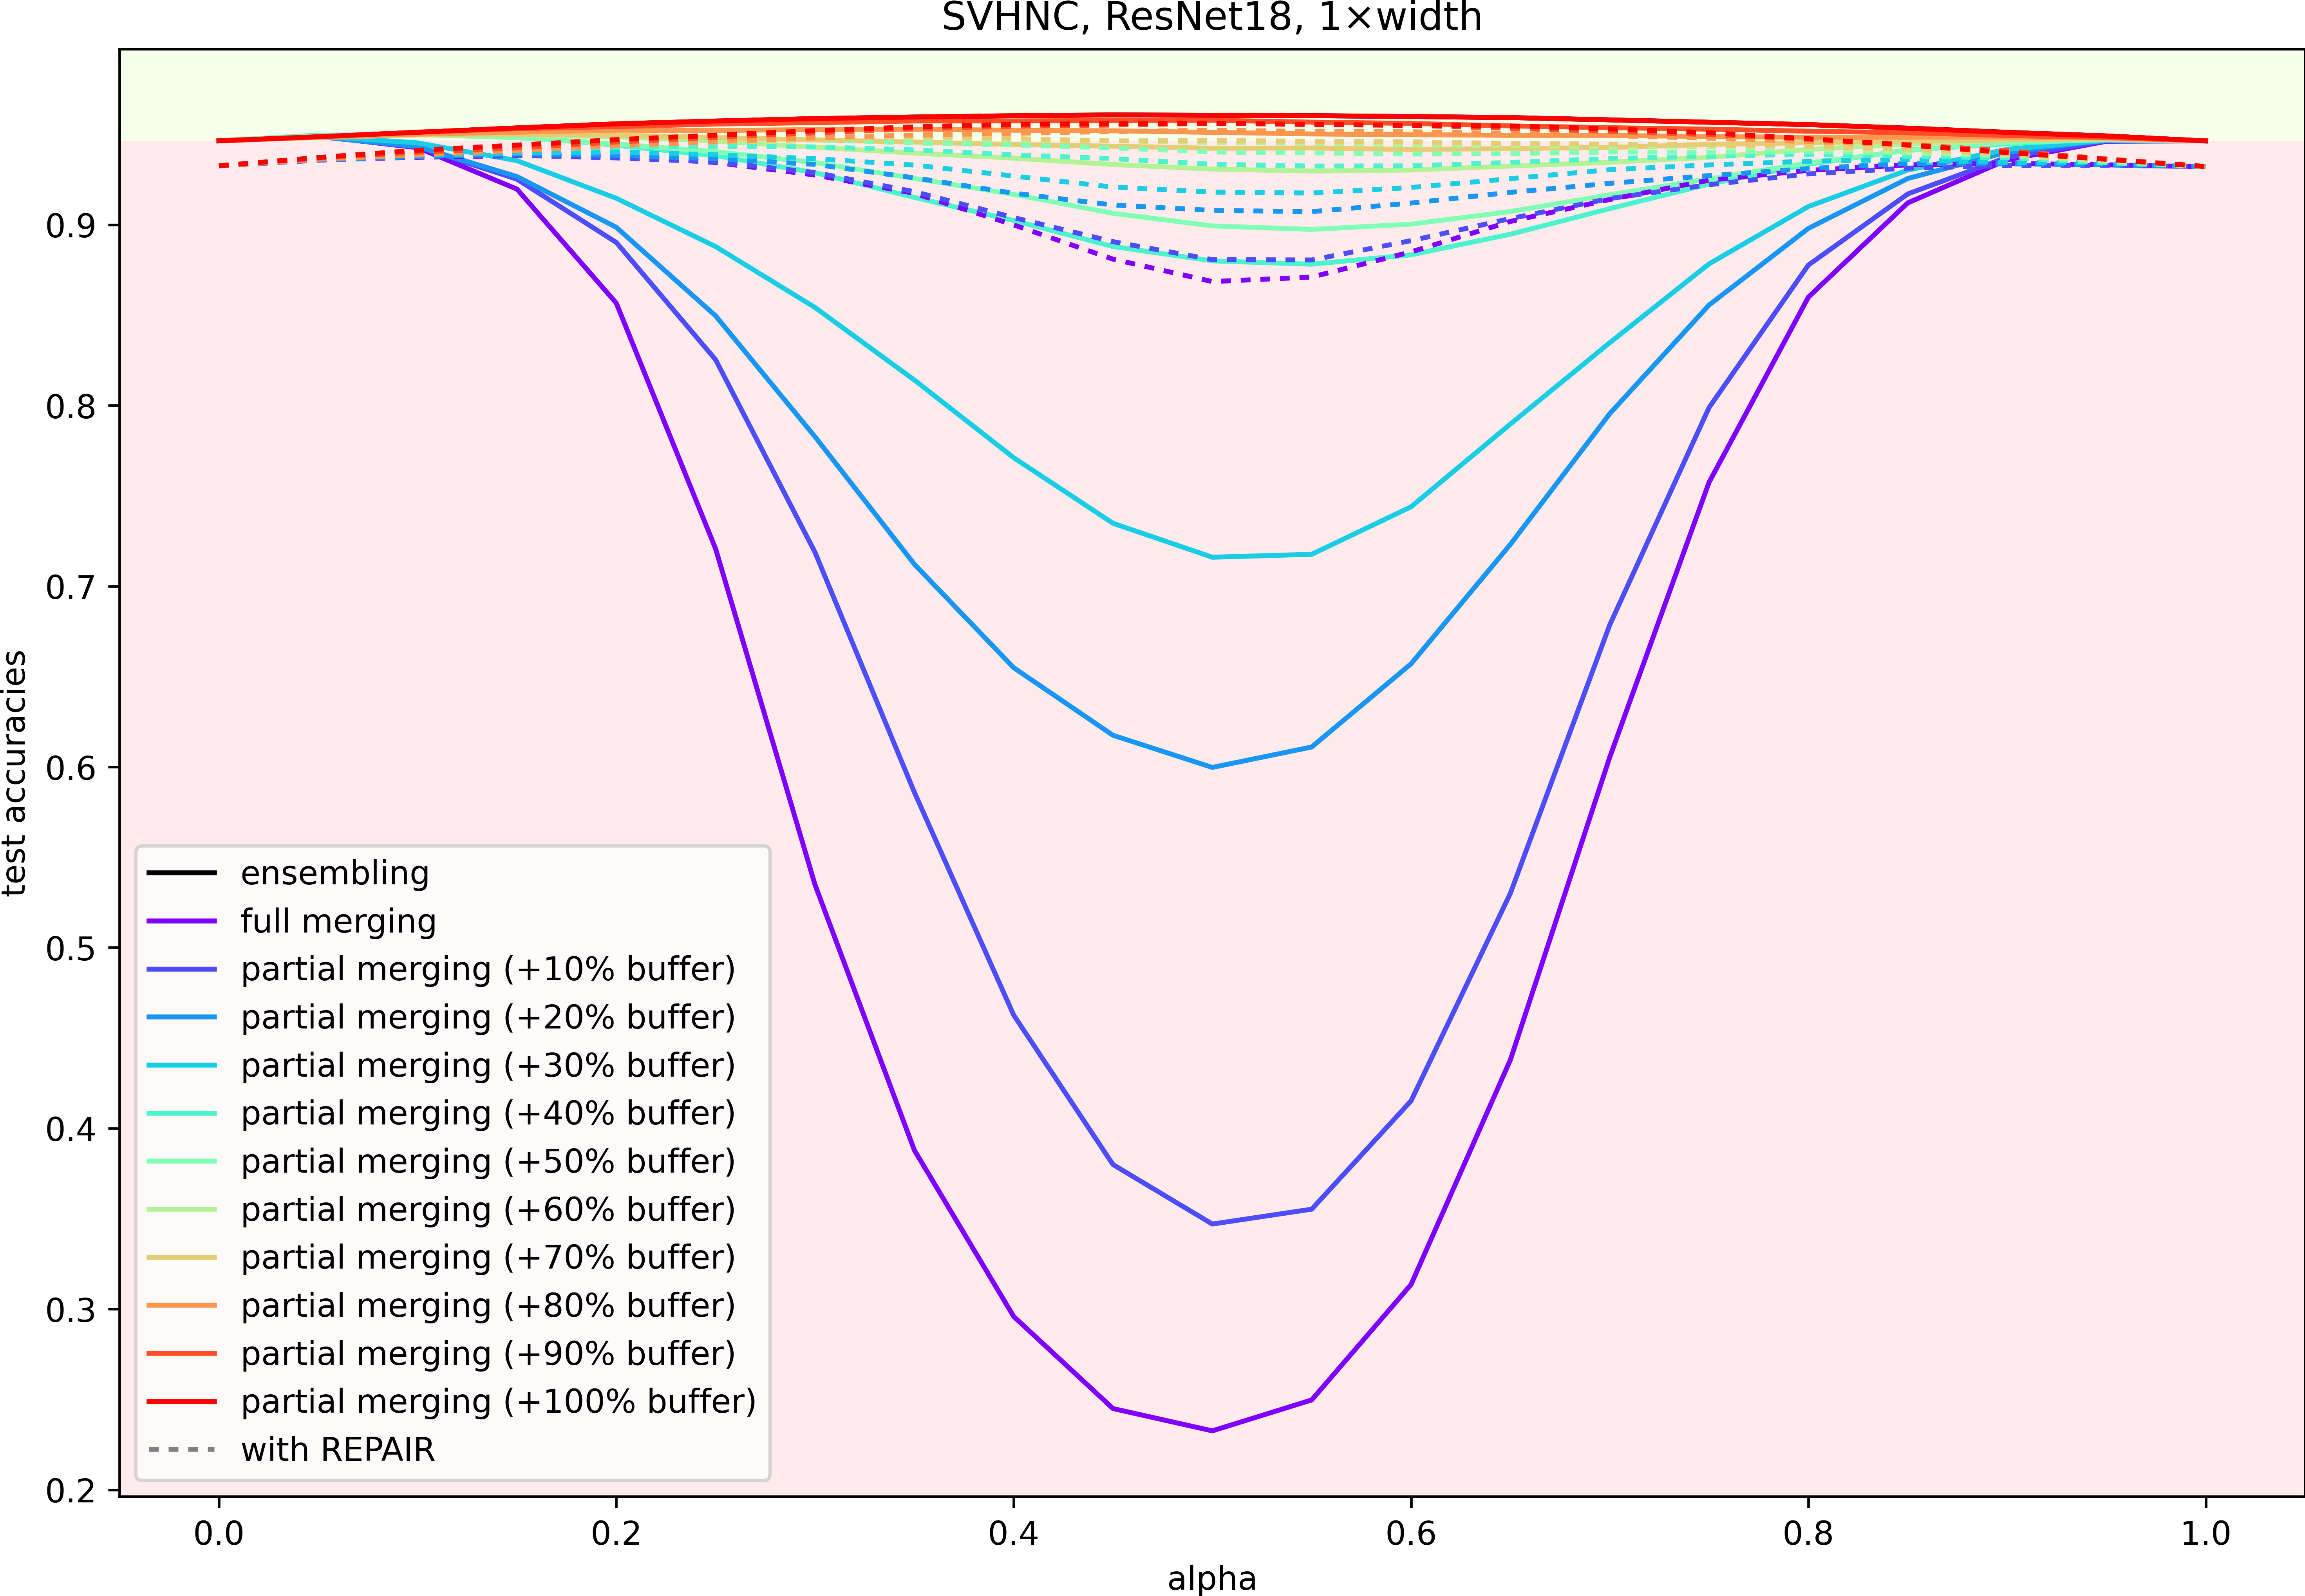 SVHNC, ResNet18, 1×width
test accuracies
0.9
0.8
0.7
0.6
0.5
0.4
0.3
0.2
ensembling
full merging
partial merging (+10% buffer)
partial merging (+20% buffer)
partial merging (+30% buffer)
partial merging (+40% buffer)
partial merging (+50% buffer)
partial merging (+60% buffer)
partial merging (+70% buffer)
partial merging (+80% buffer)
partial merging (+90% buffer)
partial merging (+100% buffer)
with REPAIR
0.0 0.2 0.4 0.6 0.8 1.0
alpha